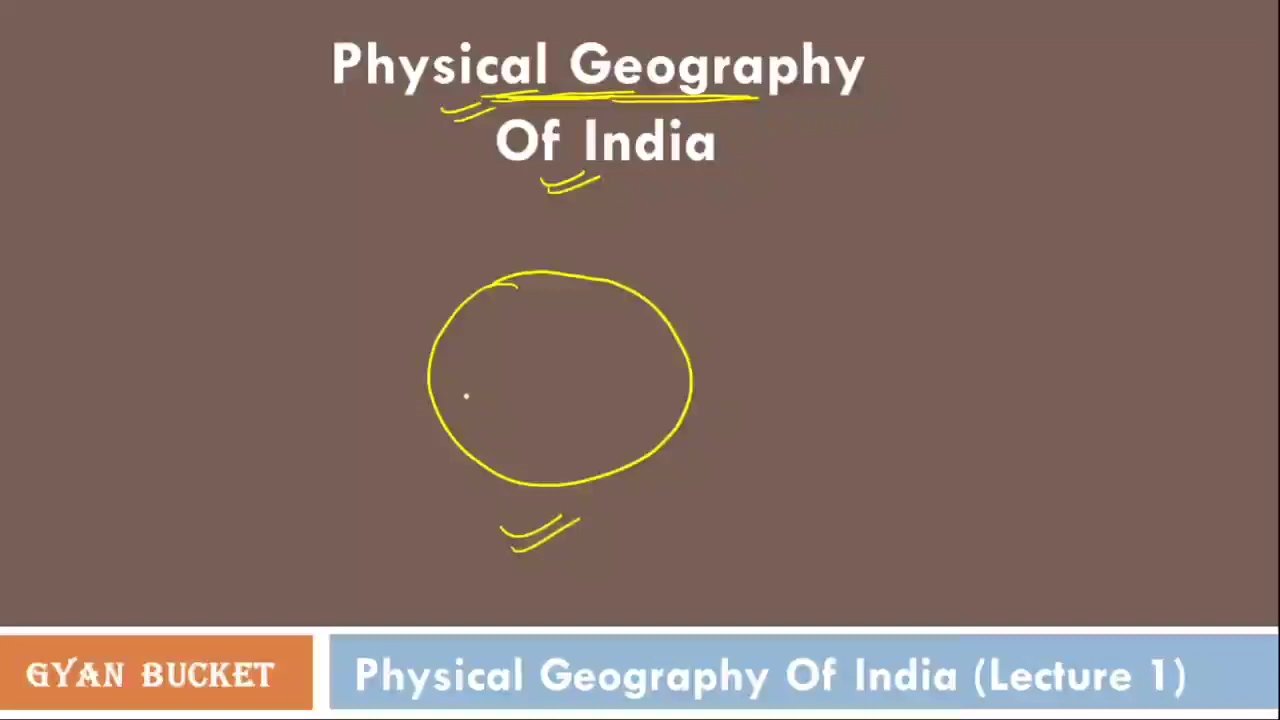 Physical Geography
Of India
GYAN BUCKET
Physical Geography Of India (Lecture 1)